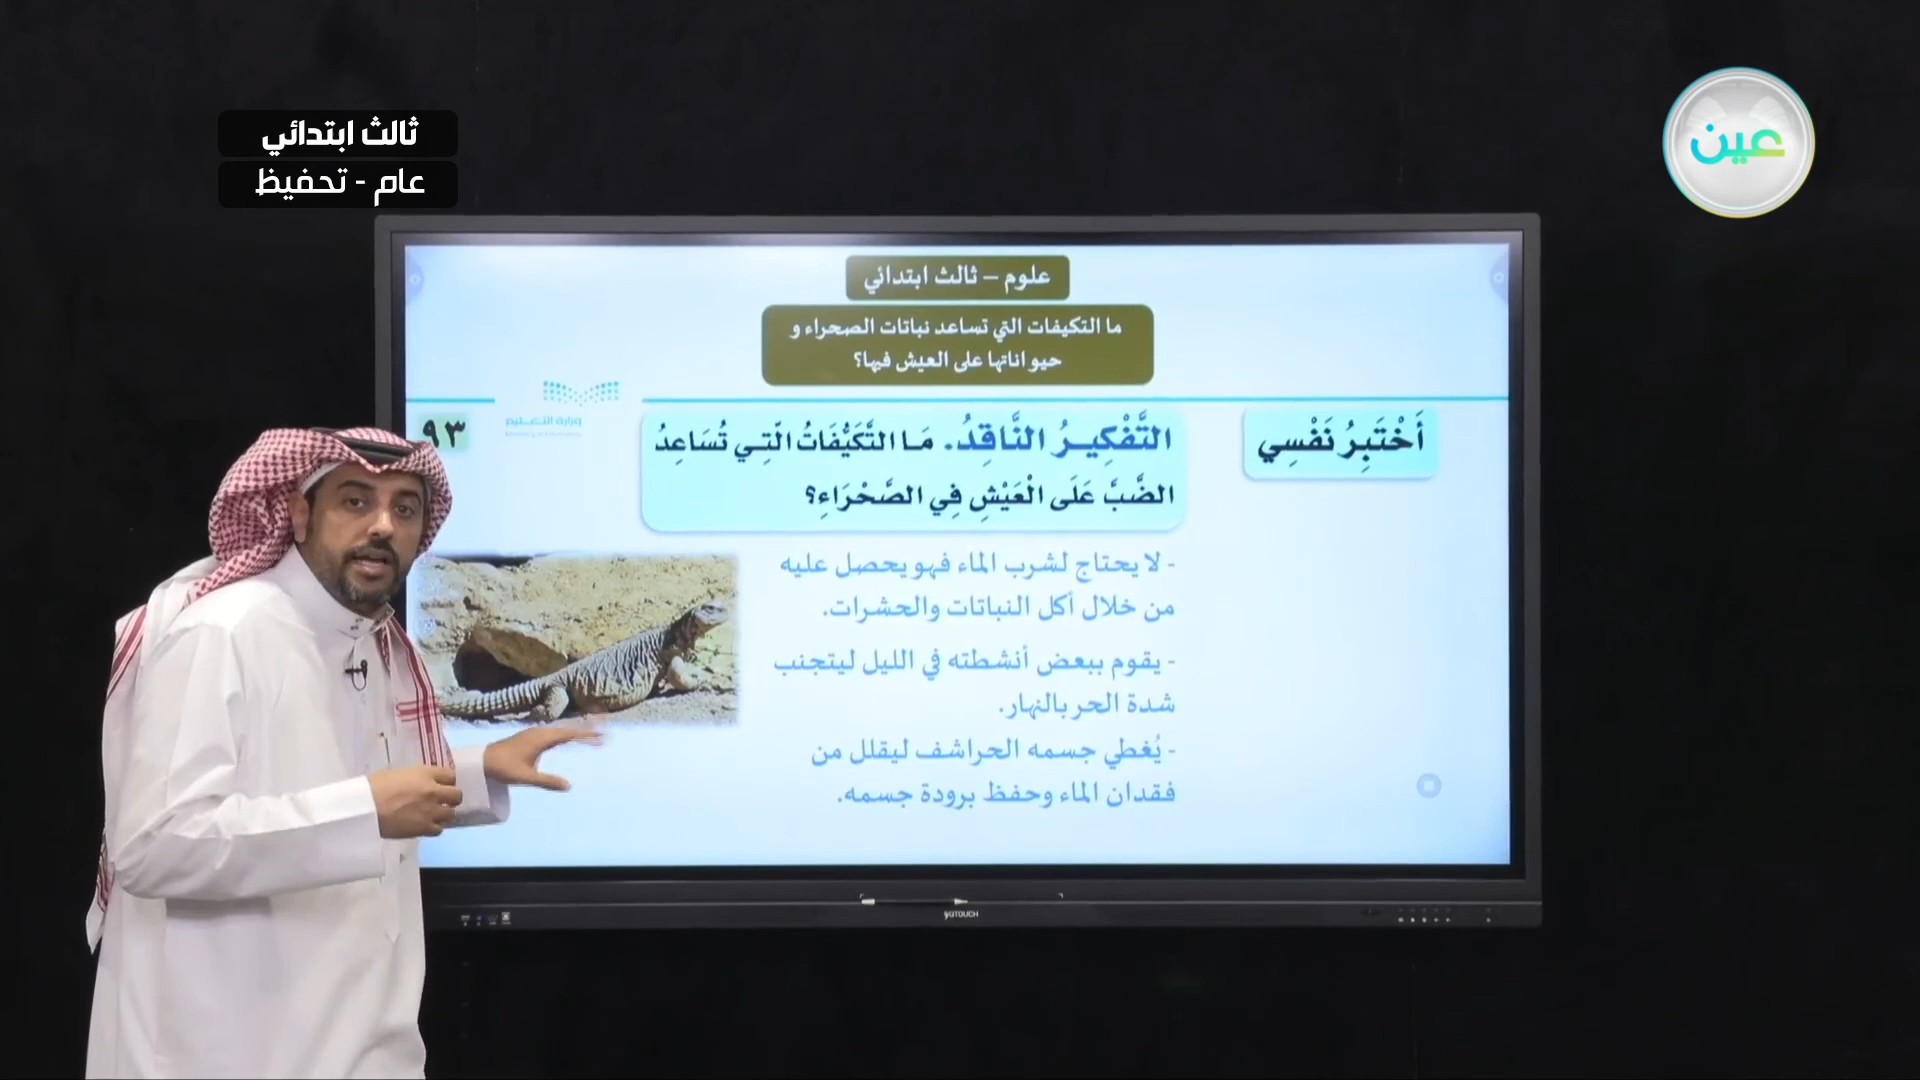 ثالث ابتدائي
عام - تحفيظ
عين
علوم – ثالث ابتدائي
ما التكيفات التي تساعد نباتات الصحراء و
حيواناتها على العيش فيها؟
وزارة التعليم
٩٣
أَخْتَبِرُ نَفْسِي
التَّفْكِيرُ النَّاقِدُ. مَا التَّكَيُّفَاتُ الَّتِي تُسَاعِدُ
الضَّبَّ عَلَى الْعَيْشِ فِي الصَّحْرَاءِ؟
- لا يحتاج لشرب الماء فهو يحصل عليه
من خلال أكل النباتات والحشرات.
- يقوم ببعض أنشطته في الليل ليتجنب
شدة الحر بالنهار.
- يُغطي جسمه الحراشف ليقلل من
فقدان الماء وحفظ برودة جسمه.